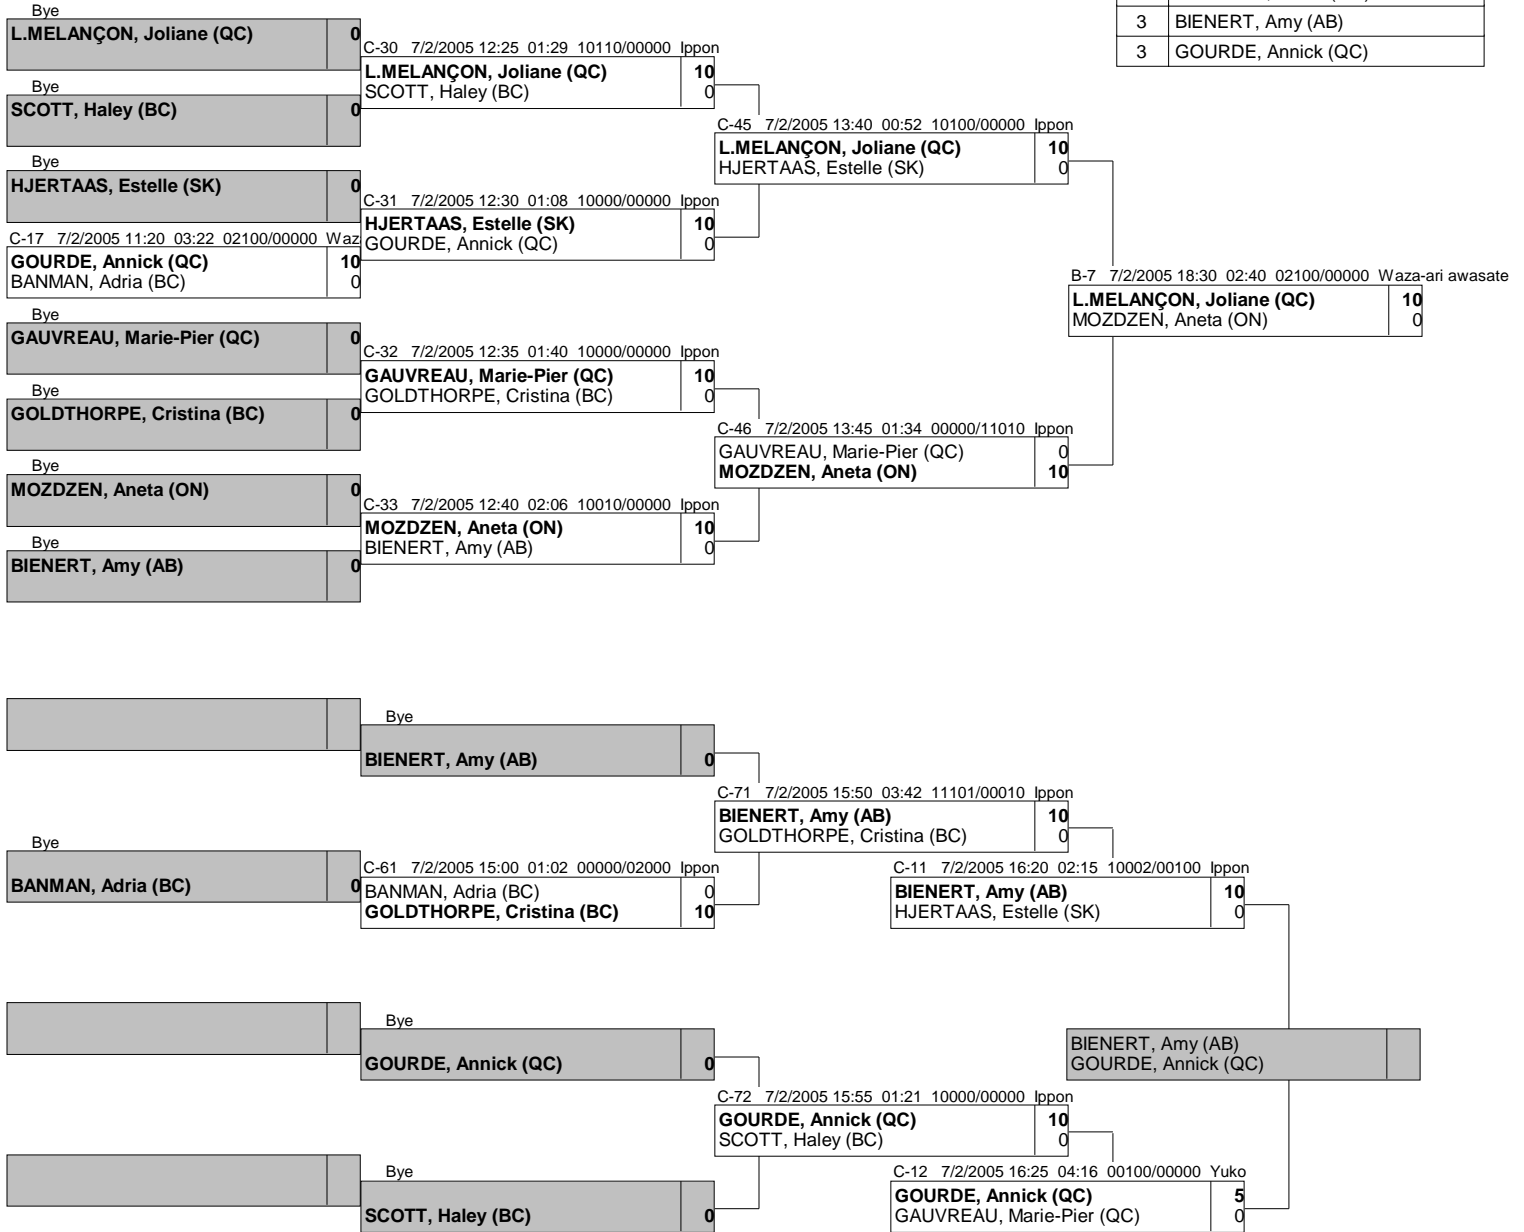 Bye
L.MELANÇON, Joliane (QC) 0
Bye
SCOTT, Haley (BC) 0
Bye
HJERTAAS, Estelle (SK) 0
C-17 7/2/2005 11:20 03:22 02100/00000 Waz
GOURDE, Annick (QC) 10
BANMAN, Adria (BC) 0
Bye
GAUVREAU, Marie-Pier (QC) 0
Bye
GOLDTHORPE, Cristina (BC) 0
Bye
MOZDZEN, Aneta (ON) 0
Bye
BIENERT, Amy (AB) 0
C-30 7/2/2005 12:25 01:29 10110/00000 Ippon
L.MELANÇON, Joliane (QC) 10
SCOTT, Haley (BC) 0
C-31 7/2/2005 12:30 01:08 10000/00000 Ippon
HJERTAAS, Estelle (SK) 10
GOURDE, Annick (QC) 0
C-32 7/2/2005 12:35 01:40 10000/00000 Ippon
GAUVREAU, Marie-Pier (QC) 10
GOLDTHORPE, Cristina (BC) 0
C-33 7/2/2005 12:40 02:06 10010/00000 Ippon
MOZDZEN, Aneta (ON) 10
BIENERT, Amy (AB) 0
C-45 7/2/2005 13:40 00:52 10100/00000 Ippon
L.MELANÇON, Joliane (QC) 10
HJERTAAS, Estelle (SK) 0
C-46 7/2/2005 13:45 01:34 00000/11010 Ippon
GAUVREAU, Marie-Pier (QC) 0
MOZDZEN, Aneta (ON) 10
B-7 7/2/2005 18:30 02:40 02100/00000 Waza-ari awasate
L.MELANÇON, Joliane (QC) 10
MOZDZEN, Aneta (ON) 0
3 BIENERT, Amy (AB)
3 GOURDE, Annick (QC)
Bye
BIENERT, Amy (AB) 0
Bye
BANMAN, Adria (BC) 0
C-61 7/2/2005 15:00 01:02 00000/02000 Ippon
BANMAN, Adria (BC) 0
GOLDTHORPE, Cristina (BC) 10
C-71 7/2/2005 15:50 03:42 11101/00010 Ippon
BIENERT, Amy (AB) 10
GOLDTHORPE, Cristina (BC) 0
C-11 7/2/2005 16:20 02:15 10002/00100 Ippon
BIENERT, Amy (AB) 10
HJERTAAS, Estelle (SK) 0
Bye
GOURDE, Annick (QC) 0
Bye
SCOTT, Haley (BC) 0
C-72 7/2/2005 15:55 01:21 10000/00000 Ippon
GOURDE, Annick (QC) 10
SCOTT, Haley (BC) 0
C-12 7/2/2005 16:25 04:16 00100/00000 Yuko
GOURDE, Annick (QC) 5
GAUVREAU, Marie-Pier (QC) 0
BIENERT, Amy (AB)
GOURDE, Annick (QC)